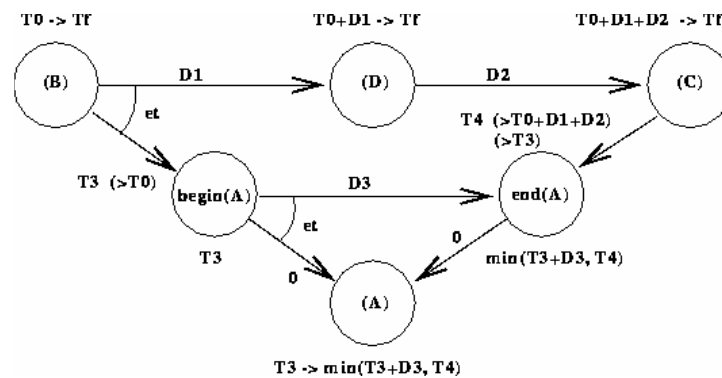 T0 -> Tf
T0+D1 -> Tf
T0+D1+D2 -> Tf
(B)
D1
(D)
D2
(C)
et
T4 (>T0+D1+D2)
(>T3)
T3 (>T0)
begin(A)
D3
end(A)
et
T3
0
0
min(T3+D3, T4)
(A)
T3 -> min(T3+D3, T4)